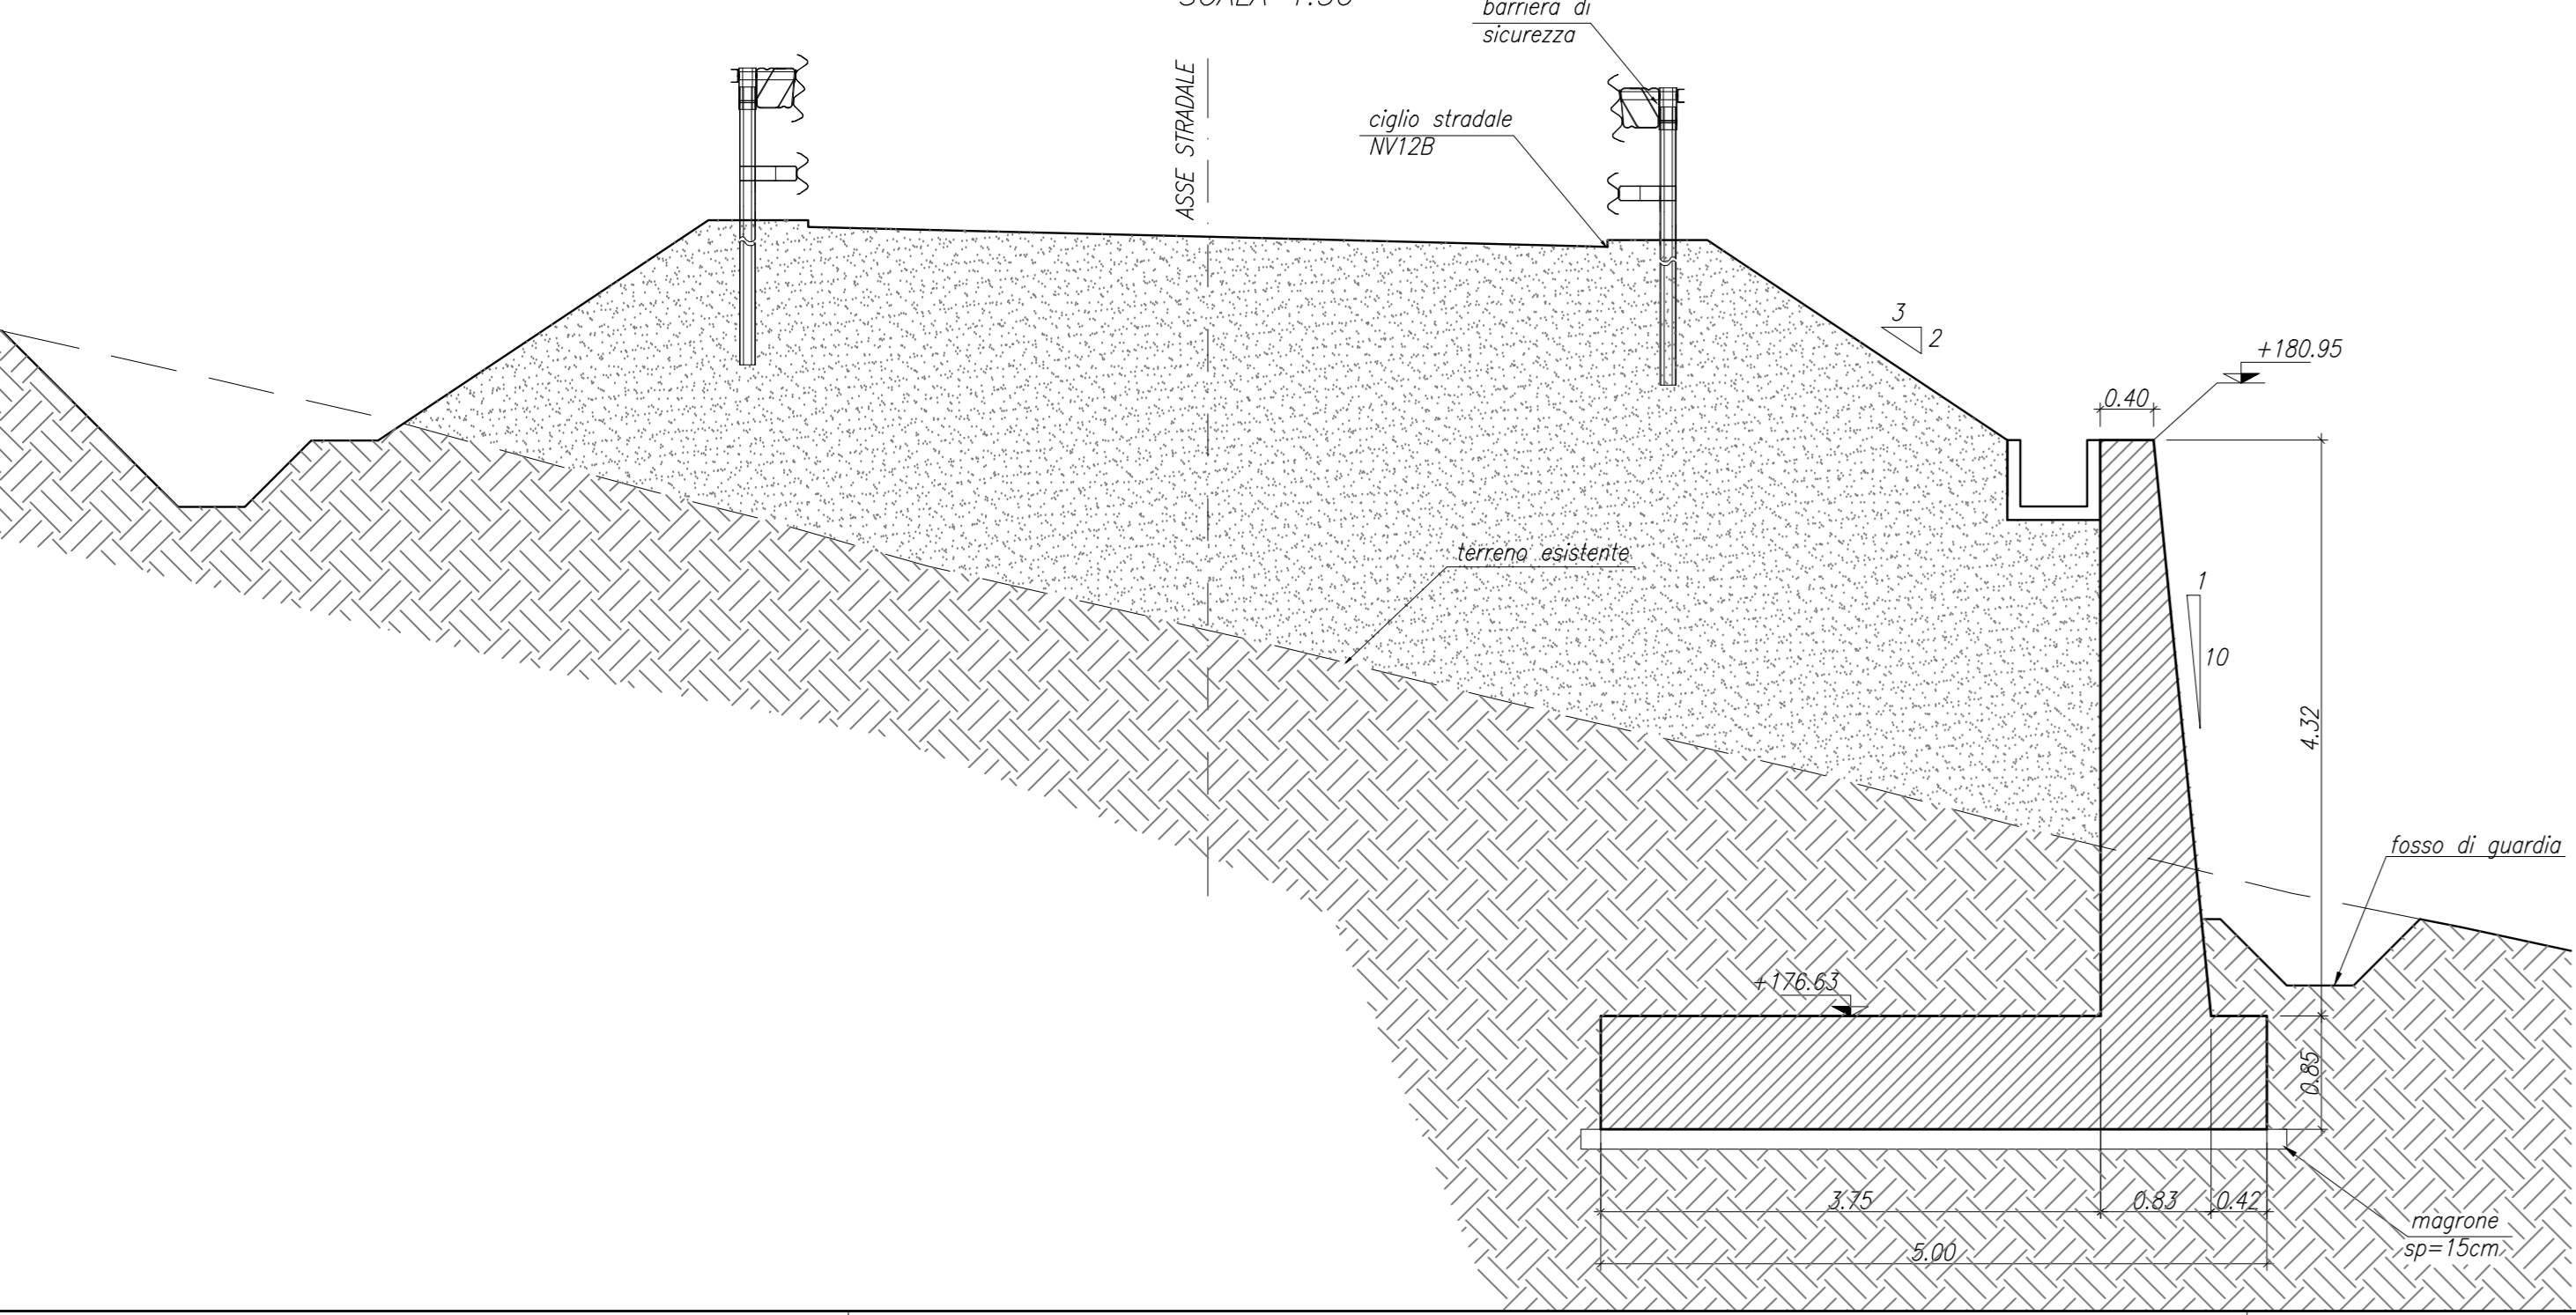 barriera di
sicurezza
ASSE STRADALE
ciglio stradale
NV12B
3
2
+180.95
0.40
terreno esistente
1
10
4.32
fosso di guardia
+176.63
0.85
3.75
0.83
0.42
5.00
magrone
sp=15cm